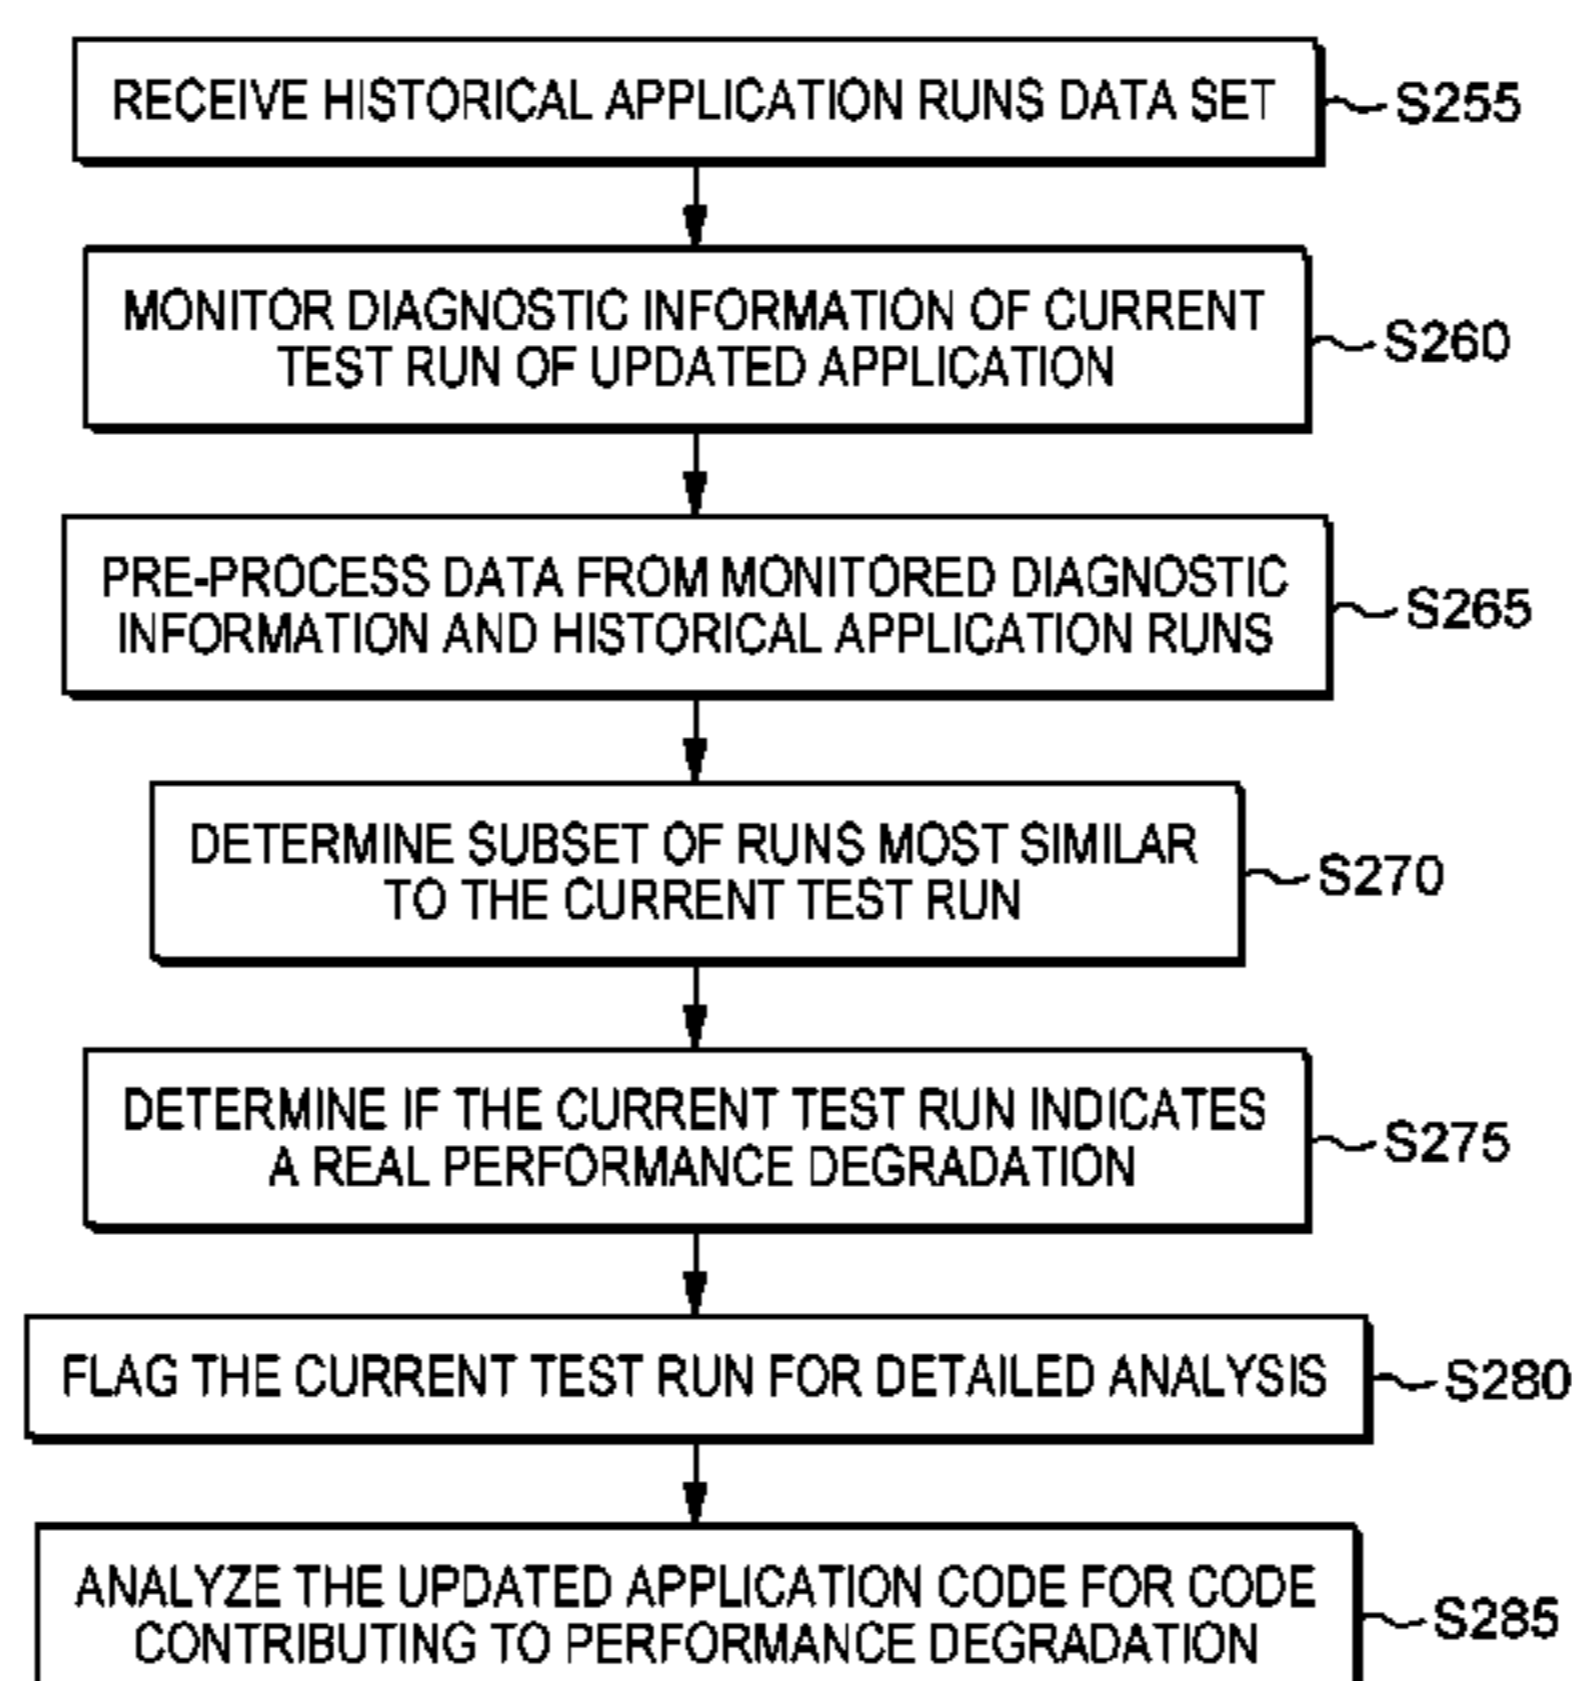 RECEIVE HISTORICAL APPLICATION RUNS DATA SET
S255
MONITOR DIAGNOSTIC INFORMATION OF CURRENT
TEST RUN OF UPDATED APPLICATION
S260
PRE-PROCESS DATA FROM MONITORED DIAGNOSTIC
INFORMATION AND HISTORICAL APPLICATION RUNS
S265
DETERMINE SUBSET OF RUNS MOST SIMILAR
TO THE CURRENT TEST RUN
S270
DETERMINE IF THE CURRENT TEST RUN INDICATES
A REAL PERFORMANCE DEGRADATION
S275
FLAG THE CURRENT TEST RUN FOR DETAILED ANALYSIS
S280
ANALYZE THE UPDATED APPLICATION CODE FOR CODE
CONTRIBUTING TO PERFORMANCE DEGRADATION
S285